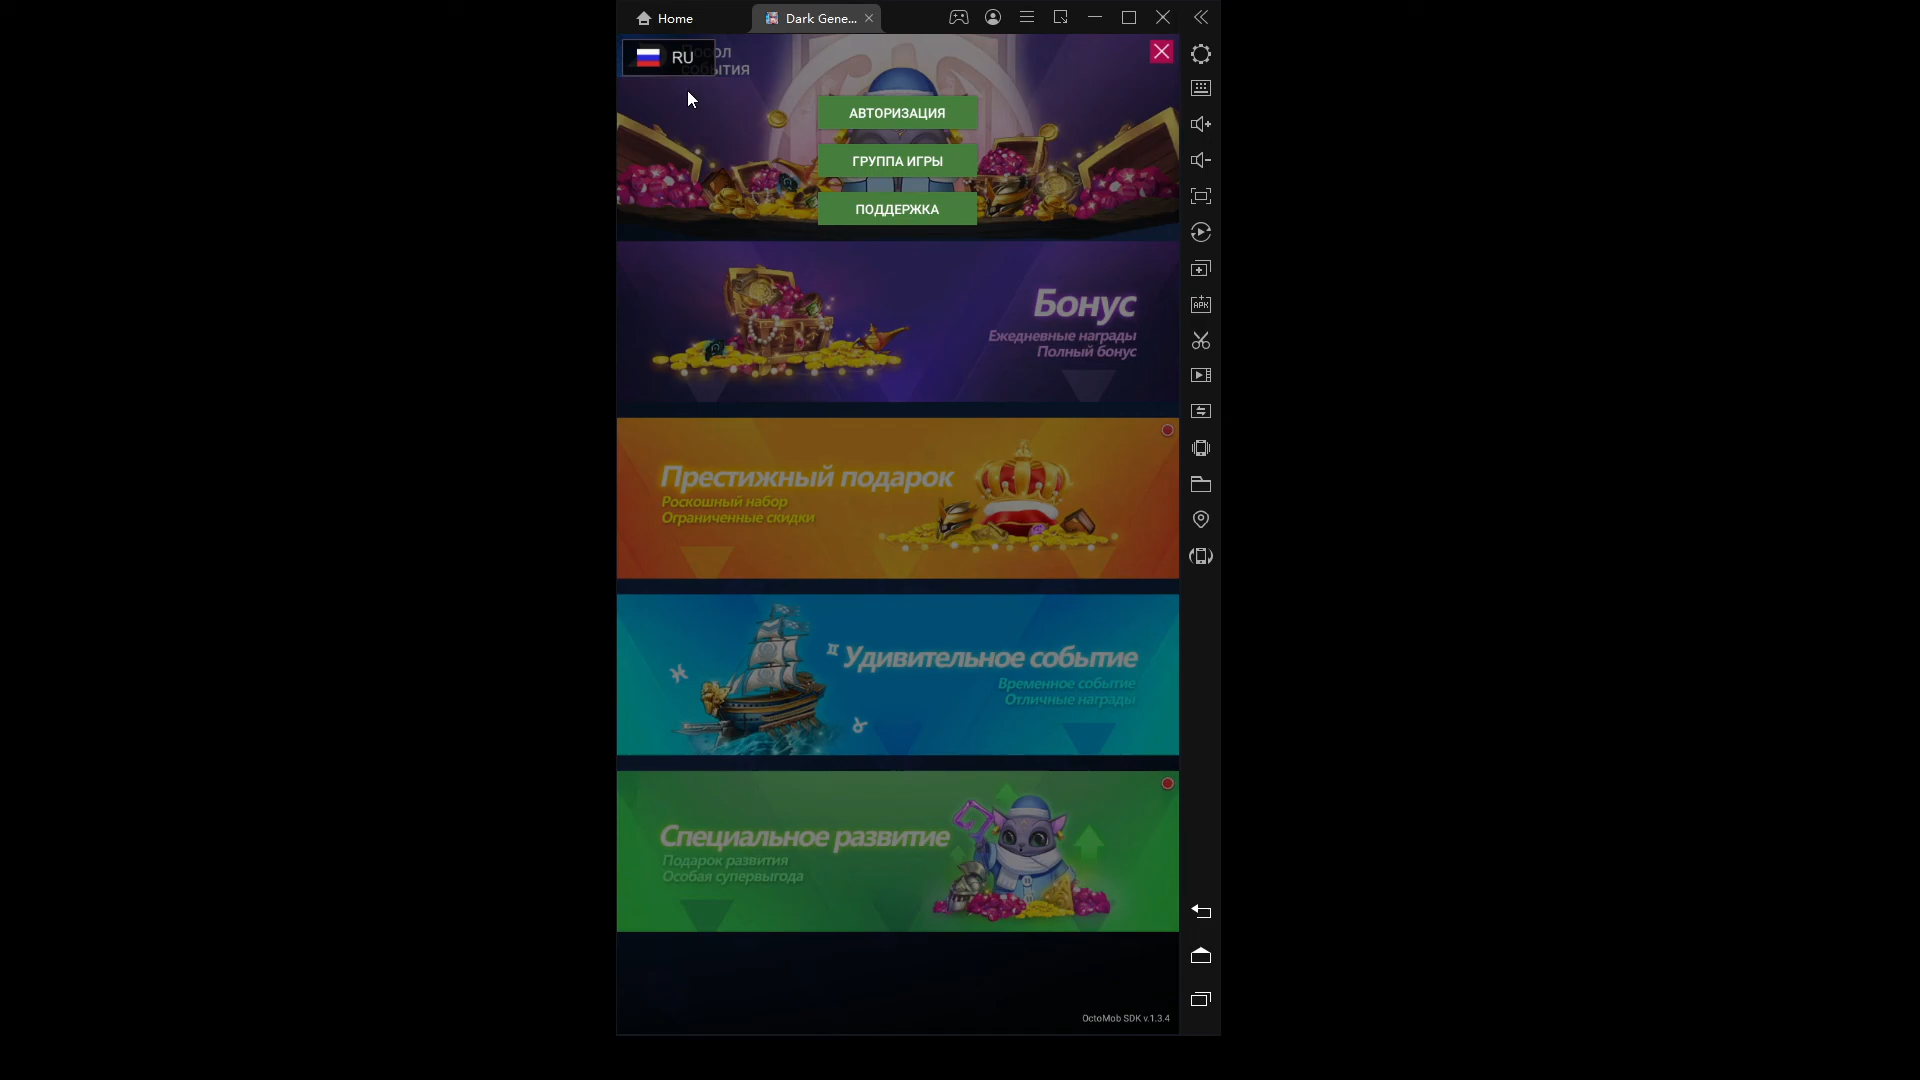 Home
Dark Gene...
RU
АВТОРИЗАЦИЯ
ГРУППА ИГРЫ
ПОДДЕРЖКА
Бонус
Ежедневные награды
Полный бонус
Престижный подарок
Роскошный набор
Ограниченные скидки
Удивительное событие
Временное событие
Отличные награды
Специальное развитие
Подарок развития
Особая супервыгода
APK
OctoMob SDK v.1.3.4